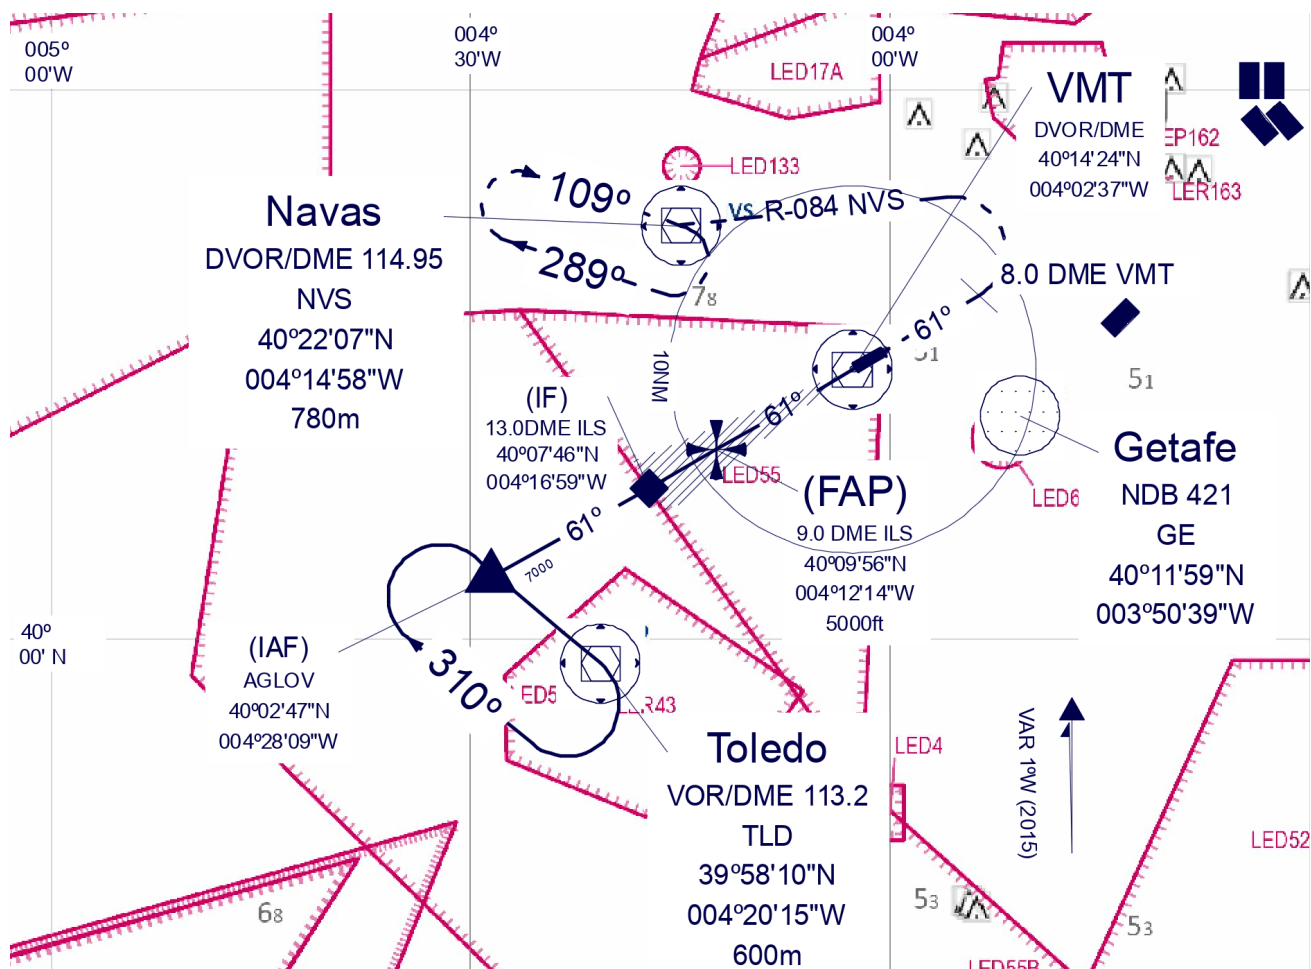 005º
00'W
004º
30'W
004º
00'W
LED17A
VMT
DVOR/DME
40º14'24"N
004º02'37"W
EP162
LER163
LED133
109º
289º
VS
R-084 NVS
Navas
DVOR/DME 114.95
NVS
40º22'07"N
004º14'58"W
780m
78
8.0 DME VMT
61º
51
51
10NM
61º
(IF)
13.0DME ILS
40º07'46"N
004º16'59"W
LED55
(FAP)
9.0 DME ILS
40º09'56"N
004º12'14"W
5000ft
LED6
Getafe
NDB 421
GE
40º11'59"N
003º50'39"W
61º
7000
40º
00' N
(IAF)
AGLOV
40º02'47"N
004º28'09"W
310º
ED5
R43
Toledo
VOR/DME 113.2
TLD
39º58'10"N
004º20'15"W
600m
VAR 1ºW (2015)
LED4
LED52
68
53
53
LED55B